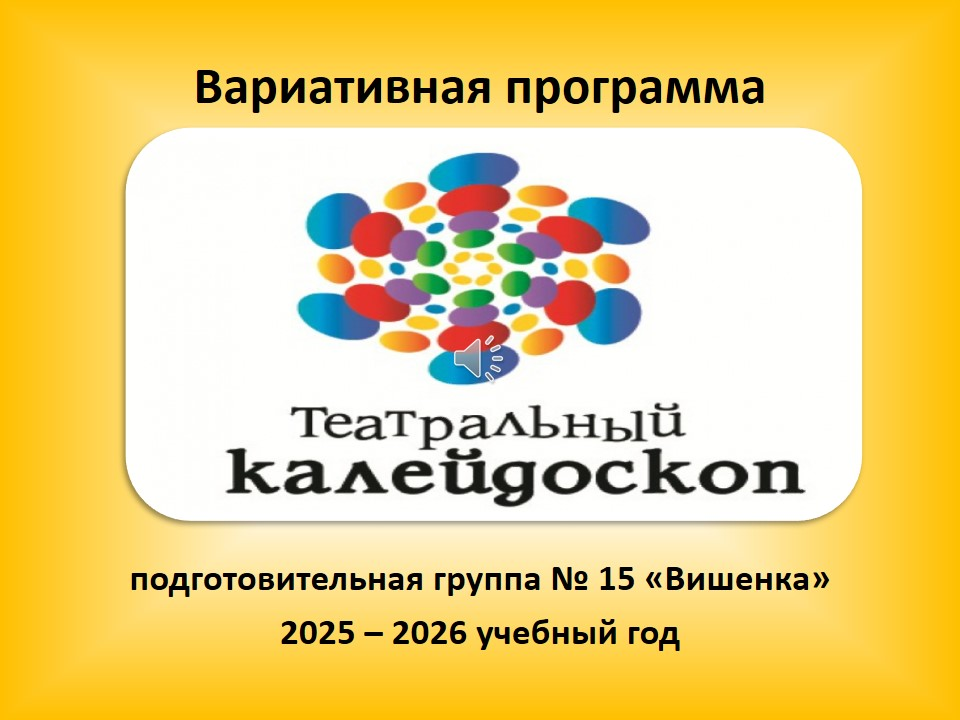 Вариативная программа
Театральный
калейдоскоп
подготовительная группа № 15 «Вишенка»
2025 – 2026 учебный год